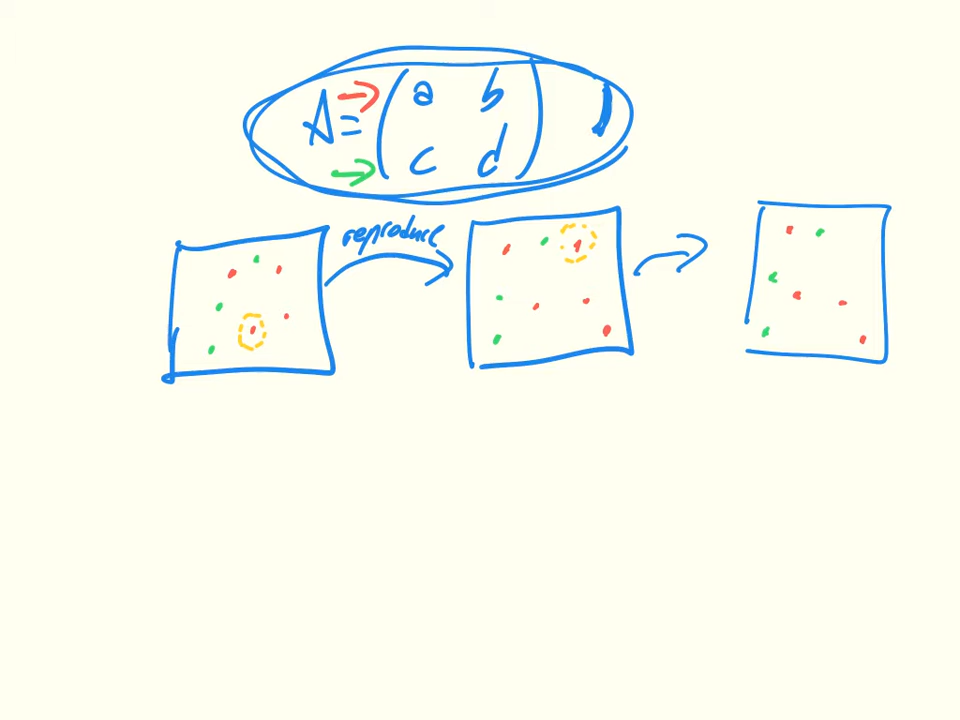 A = ( a b
c d )
reproduce